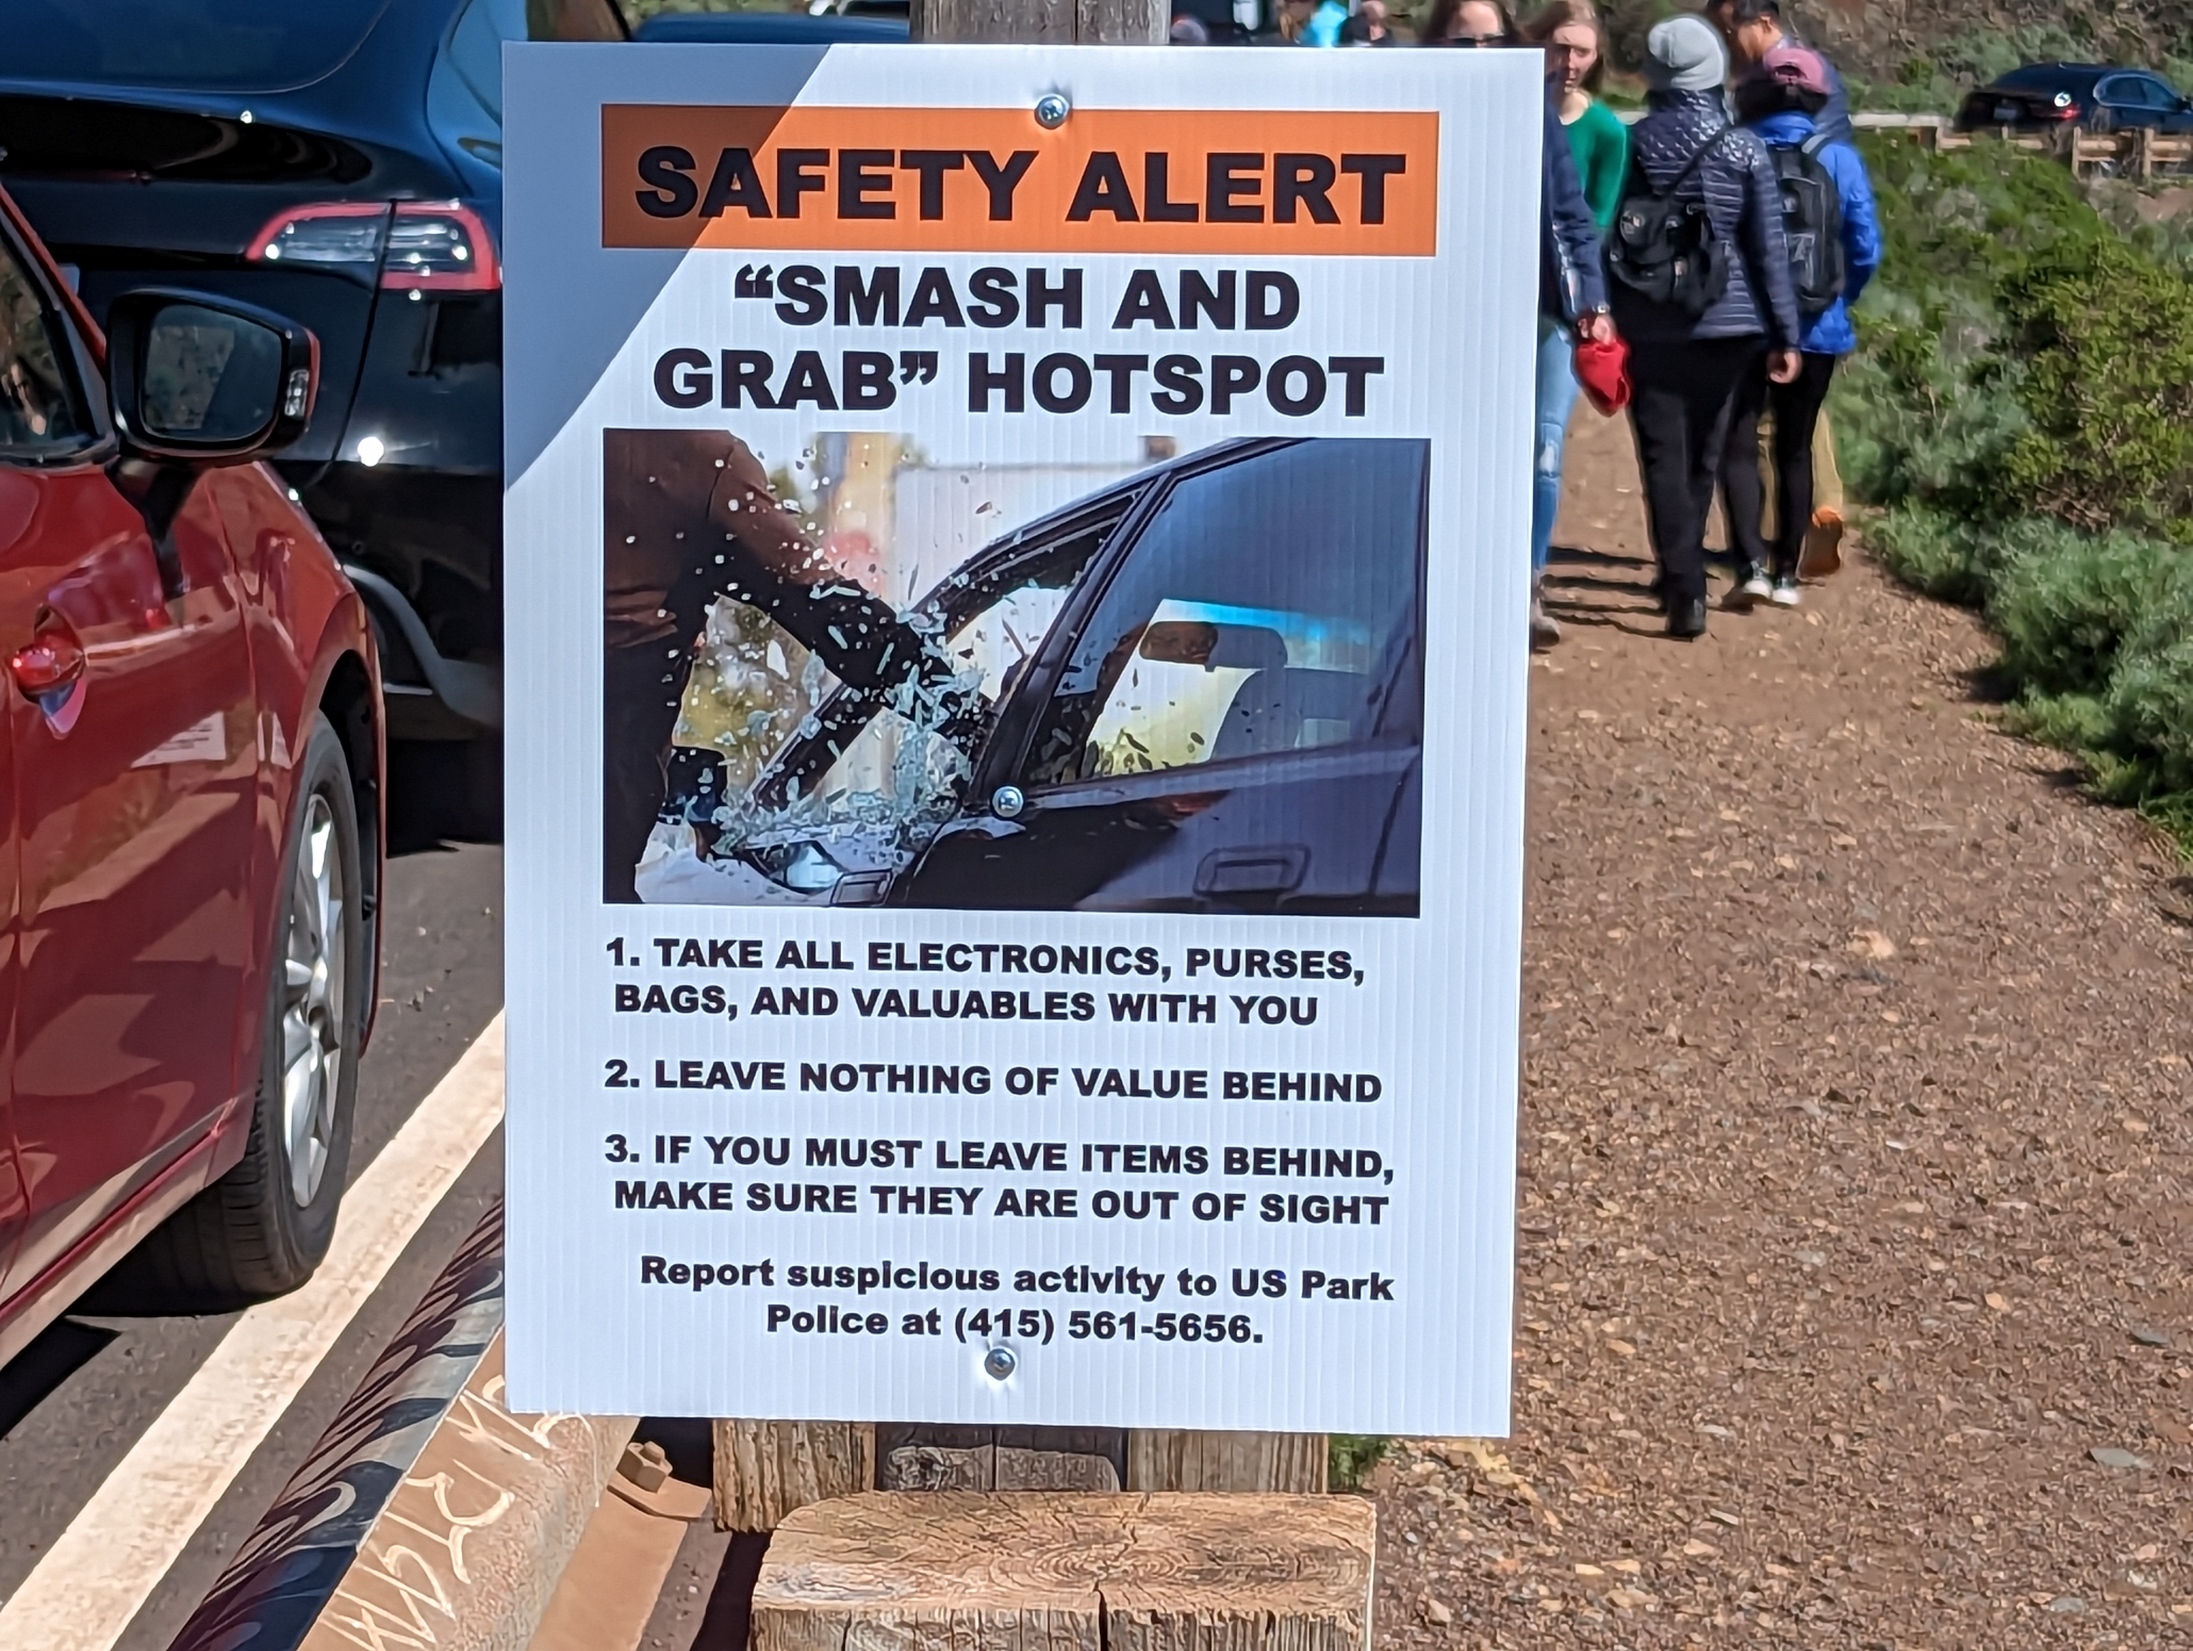 SAFETY ALERT
“SMASH AND
GRAB” HOTSPOT
1. TAKE ALL ELECTRONICS, PURSES,
BAGS, AND VALUABLES WITH YOU
2. LEAVE NOTHING OF VALUE BEHIND
3. IF YOU MUST LEAVE ITEMS BEHIND,
MAKE SURE THEY ARE OUT OF SIGHT
Report suspicious activity to US Park
Police at (415) 561-5656.